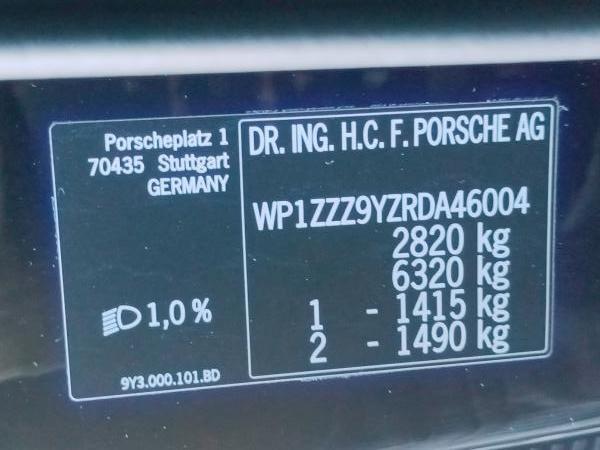 Porscheplatz 1
70435 Stuttgart
GERMANY
1,0 %
9Y3.000.101.BD
DR. ING. H.C. F. PORSCHE AG
WP1ZZZ9YZRDA46004
2820 kg
6320 kg
1 - 1415 kg
2 - 1490 kg